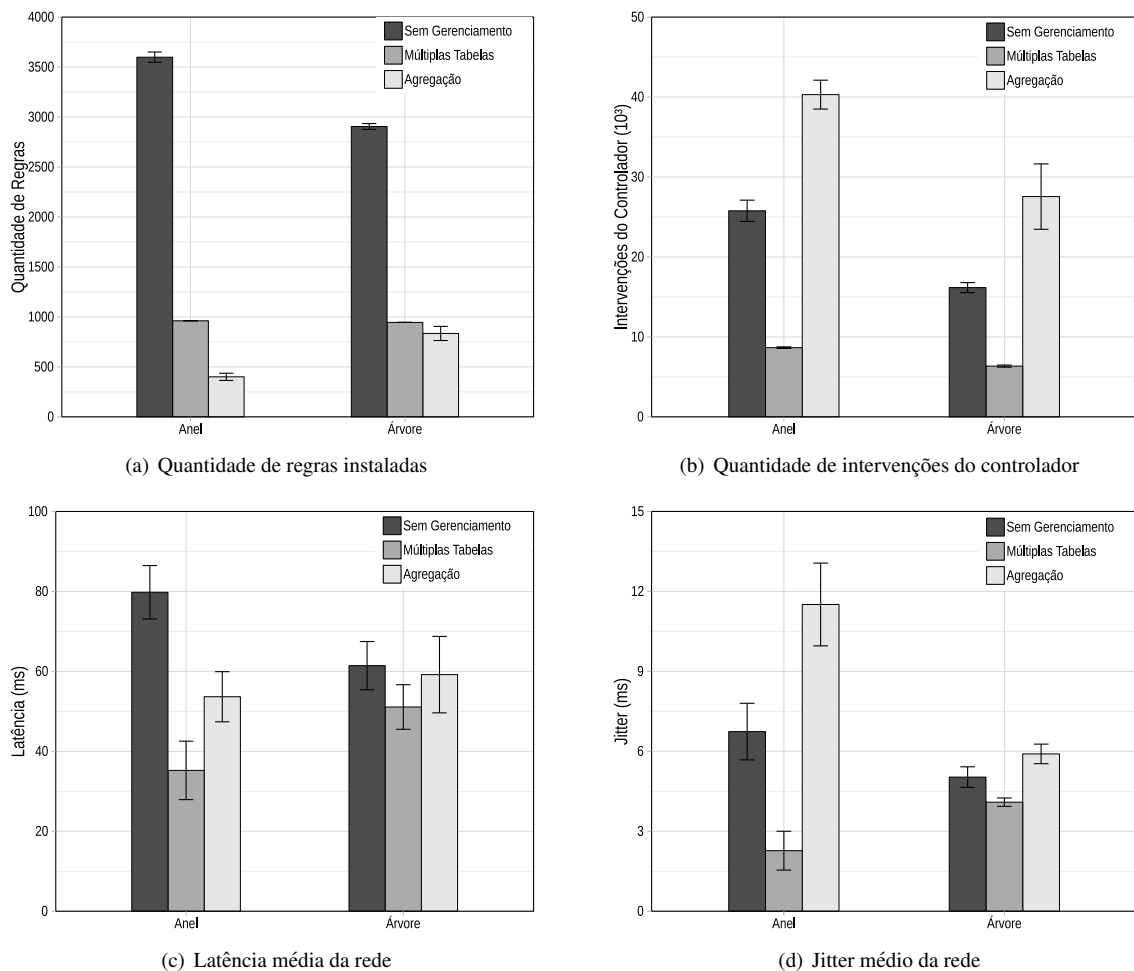 4000
3500
3000
2500
2000
1500
1000
500
0
Quantidade de Regras
Sem Gerenciamento
Múltiplas Tabelas
Agregação
Anel
Árvore
(a) Quantidade de regras instaladas
50
40
30
20
10
0
Intervenções do Controlador (10³)
Sem Gerenciamento
Múltiplas Tabelas
Agregação
Anel
Árvore
(b) Quantidade de intervenções do controlador
100
80
60
40
20
0
Latência (ms)
Sem Gerenciamento
Múltiplas Tabelas
Agregação
Anel
Árvore
(c) Latência média da rede
15
12
9
6
3
0
Jitter (ms)
Sem Gerenciamento
Múltiplas Tabelas
Agregação
Anel
Árvore
(d) Jitter médio da rede